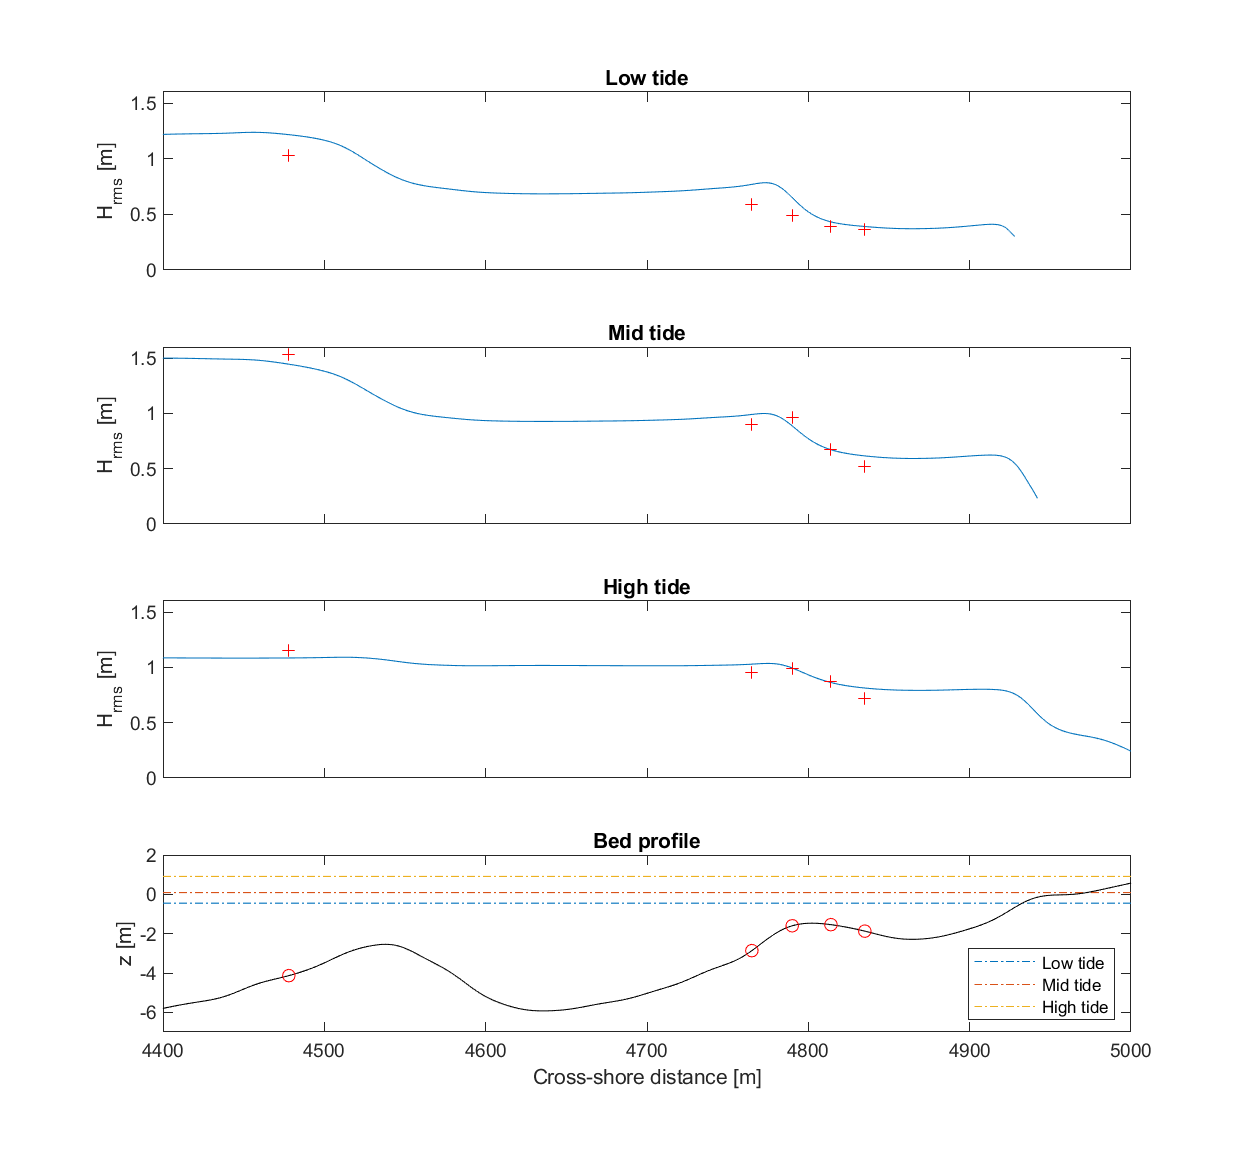 Low tide
1.5
1
0.5
0
H_rms [m]
Mid tide
1.5
1
0.5
0
H_rms [m]
High tide
1.5
1
0.5
0
H_rms [m]
Bed profile
2
0
-2
-4
-6
z [m]
Low tide
Mid tide
High tide
4400 4500 4600 4700 4800 4900 5000
Cross-shore distance [m]